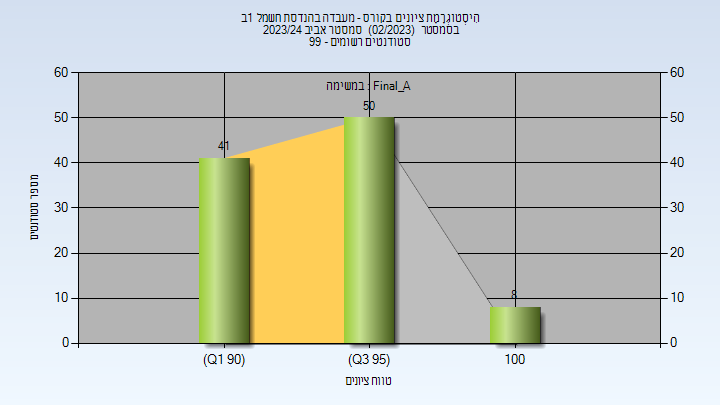 הִיסְטוֹגְרָמַת ציונים בקורס - מעבדה בהנדסת חשמל 1ב
בסמסטר (02/2023) סמסטר אביב 2023/24
סטודנטים רשומים - 99
במשימה : Final_A
60 60
50 50
40 40
30 30
20 20
10 10
0 0
41
50
8
מספר סטודנטים
(Q1 90) (Q3 95) 100
טווח ציונים